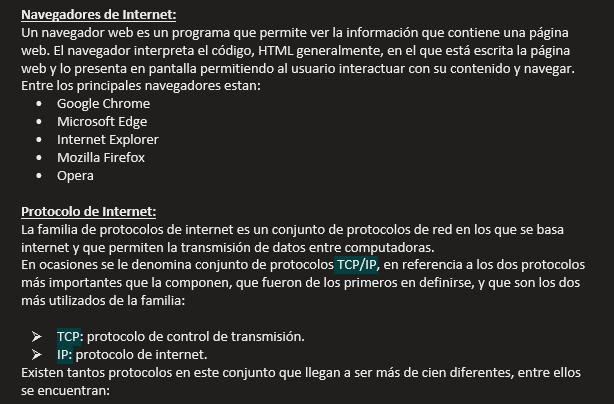 Navegadores de Internet:
Un navegador web es un programa que permite ver la información que contiene una página
web. El navegador interpreta el código, HTML generalmente, en el que está escrita la página
web y lo presenta en pantalla permitiendo al usuario interactuar con su contenido y navegar.
Entre los principales navegadores estan:
• Google Chrome
• Microsoft Edge
• Internet Explorer
• Mozilla Firefox
• Opera
Protocolo de Internet:
La familia de protocolos de internet es un conjunto de protocolos de red en los que se basa
internet y que permiten la transmisión de datos entre computadoras.
En ocasiones se le denomina conjunto de protocolos TCP/IP, en referencia a los dos protocolos
más importantes que la componen, que fueron de los primeros en definirse, y que son los dos
más utilizados de la familia:
➢ TCP: protocolo de control de transmisión.
➢ IP: protocolo de internet.
Existen tantos protocolos en este conjunto que llegan a ser más de cien diferentes, entre ellos
se encuentran: